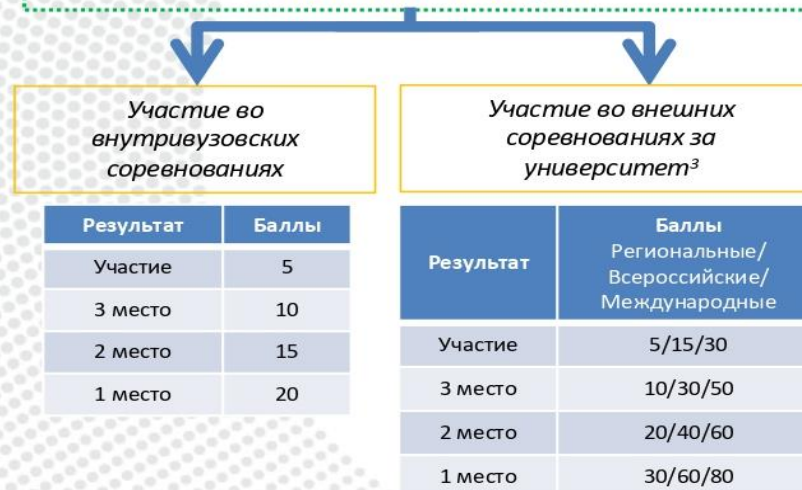 Участие во
внутривузовских
соревнованиях
Результат Баллы
Участие 5
3 место 10
2 место 15
1 место 20
Участие во внешних
соревнованиях за
университет³
Результат
Баллы
Региональные/
Всероссийские/
Международные
Участие 5/15/30
3 место 10/30/50
2 место 20/40/60
1 место 30/60/80